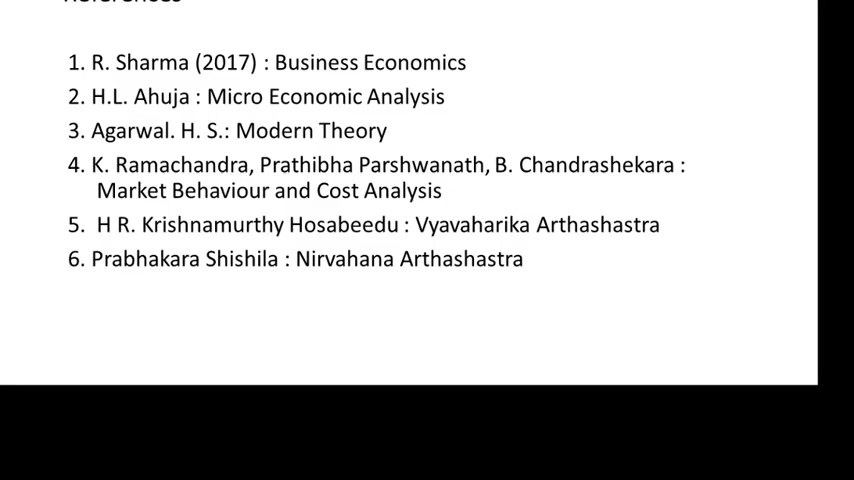 References
1. R. Sharma (2017) : Business Economics
2. H.L. Ahuja : Micro Economic Analysis
3. Agarwal. H. S.: Modern Theory
4. K. Ramachandra, Prathibha Parshwanath, B. Chandrashekara :
Market Behaviour and Cost Analysis
5. H R. Krishnamurthy Hosabeedu : Vyavaharika Arthashastra
6. Prabhakara Shishila : Nirvahana Arthashastra